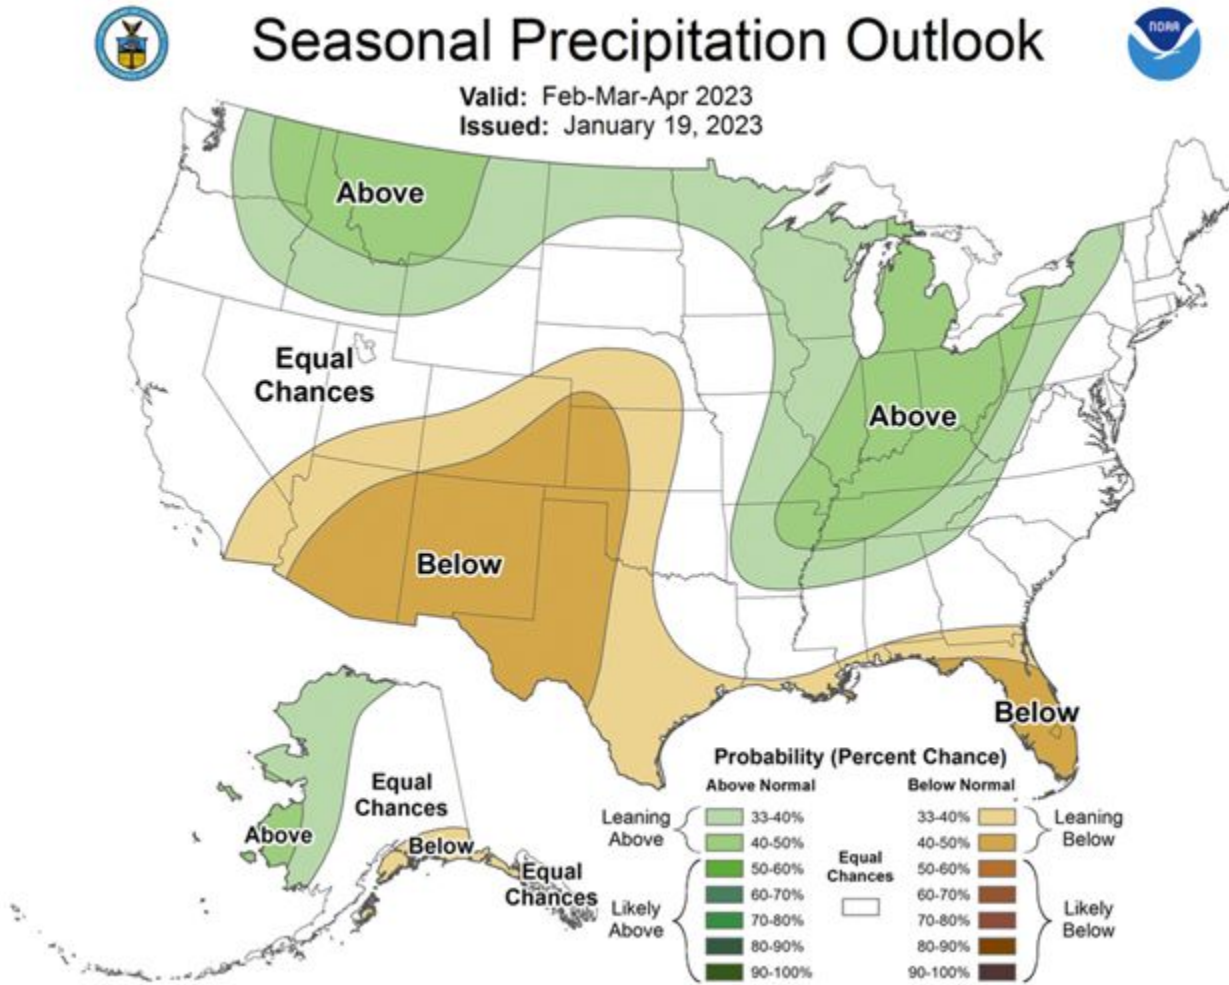 Seasonal Precipitation Outlook
NOAA
Valid: Feb-Mar-Apr 2023
Issued: January 19, 2023
Above
Equal
Chances
Above
Below
Below
Equal
Chances
Above
Below
Equal
Chances
Probability (Percent Chance)
Above Normal
Below Normal
Leaning
Above
33-40%
40-50%
Likely
Above
50-60%
60-70%
70-80%
80-90%
90-100%
Equal
Chances
33-40%
40-50%
Leaning
Below
50-60%
60-70%
70-80%
80-90%
90-100%
Likely
Below